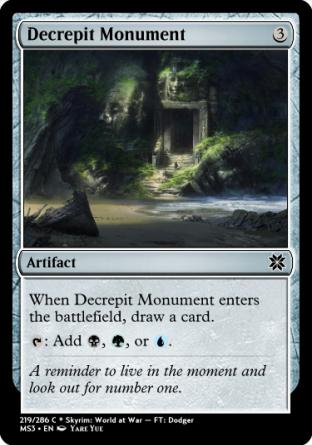 Decrepit Monument 3
Artifact
When Decrepit Monument enters
the battlefield, draw a card.
: Add , , or .
A reminder to live in the moment and
look out for number one.
219/286 C * Skyrim: World at War — FT: Dodger
MS3 • EN Yare Yue